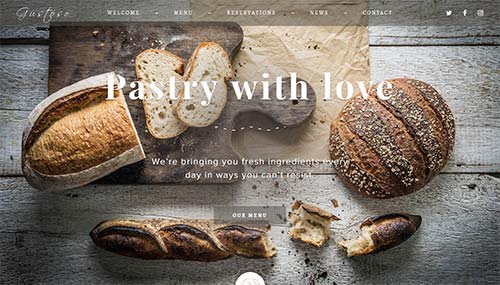 Gustoso
WELCOME – MENU – RESERVATIONS – NEWS – CONTACT
Pastry with love
We're bringing you fresh ingredients every
day in ways you can't resist.
OUR MENU